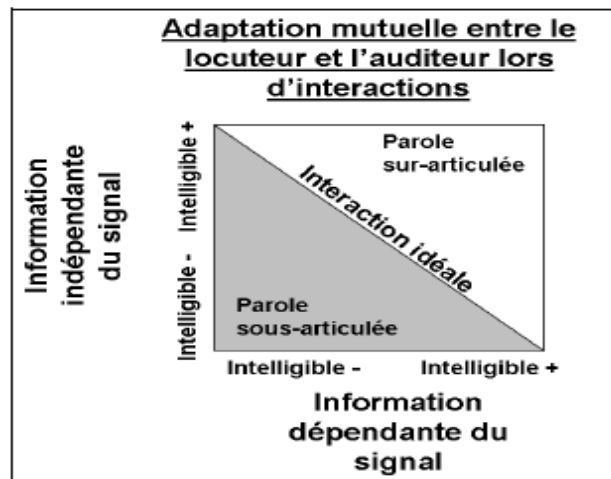 Adaptation mutuelle entre le
locuteur et l'auditeur lors
d'interactions
Information
indépendante
du signal
Intelligible +
Intelligible -
Parole
sur-articulée
Interaction idéale
Parole
sous-articulée
Intelligible -
Intelligible +
Information
dépendante du
signal